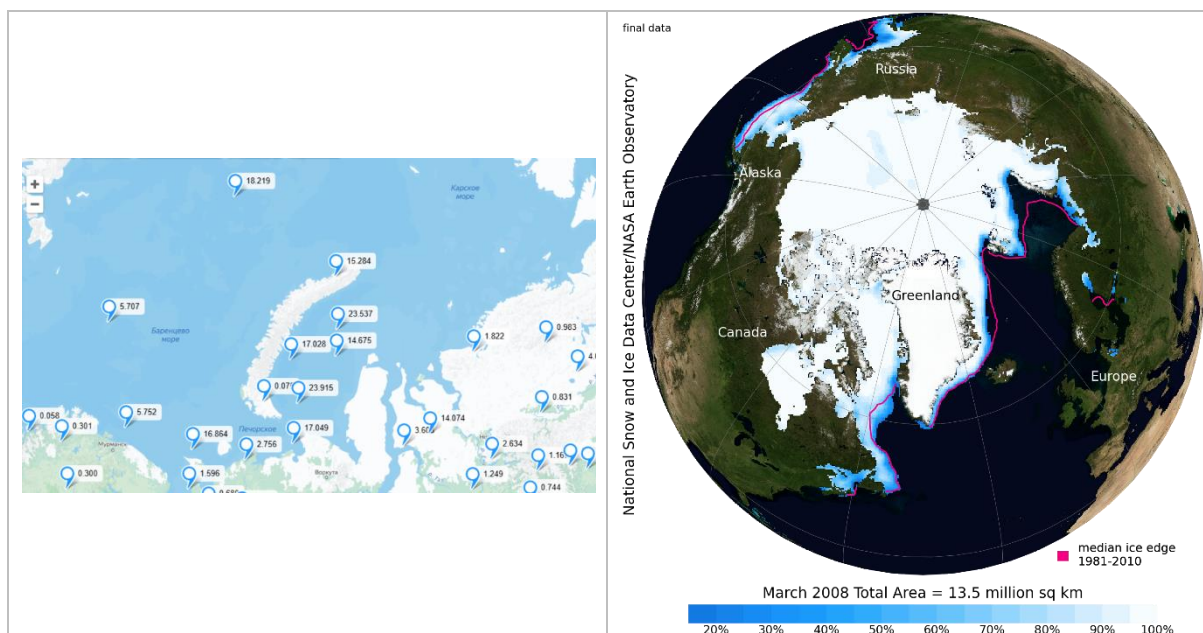 +
−
18.219
Карское
море
15.284
5.707
23.537
Баренцево
море
17.028
14.675
1.822
0.983
23.915
0.831
0.058
0.301
5.752
14.074
Мурманск
16.864
Печорское
17.049
2.756
2.634
0.300
1.596
Воркута
1.249
0.744
final data
National Snow and Ice Data Center/NASA Earth Observatory
Russia
Alaska
Greenland
Canada
Europe
median ice edge
1981-2010
March 2008 Total Area = 13.5 million sq km
20% 30% 40% 50% 60% 70% 80% 90% 100%